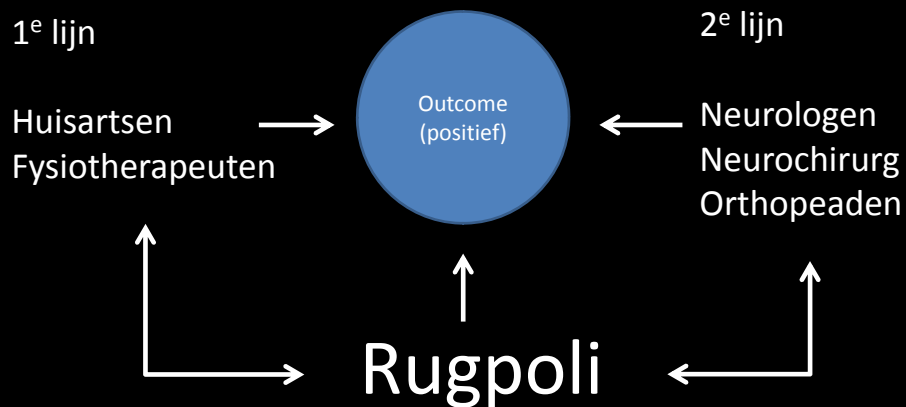 1e lijn
Huisartsen
Fysiotherapeuten
Outcome
(positief)
2e lijn
Neurologen
Neurochirurg
Orthopeaden
Rugpoli